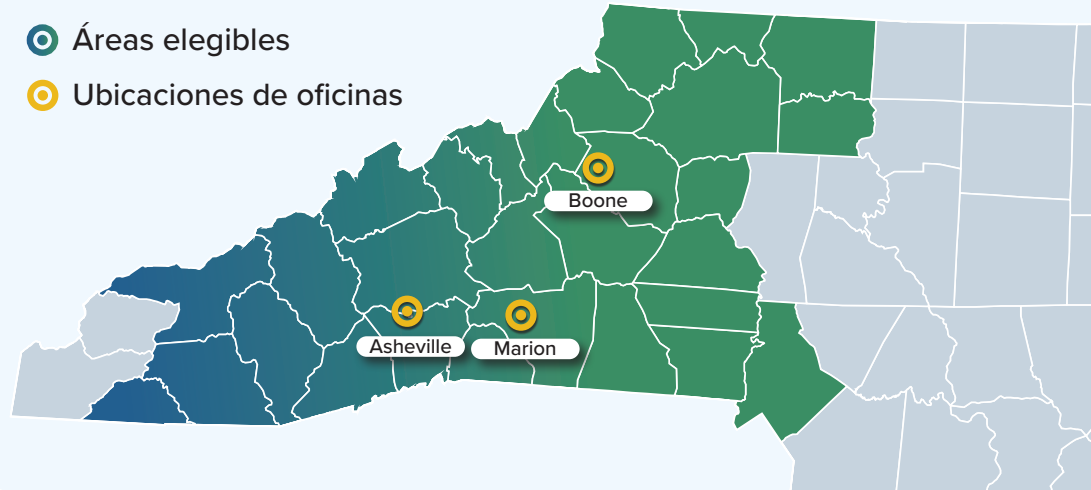 Áreas elegibles
Ubicaciones de oficinas
Boone
Asheville
Marion